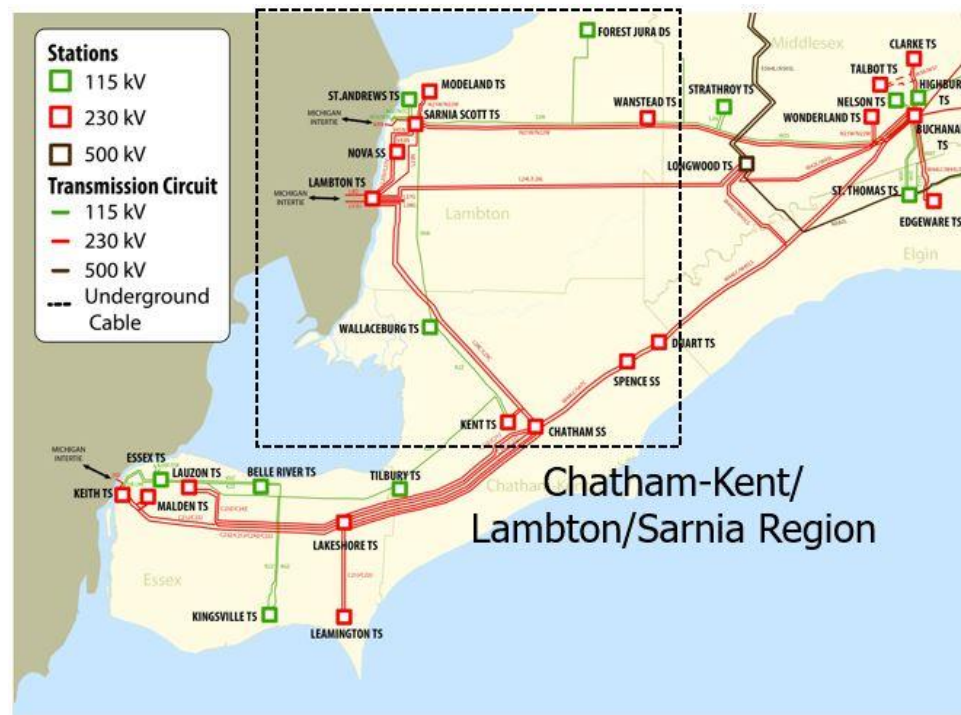 Stations
115 kV
230 kV
500 kV
Transmission Circuit
115 kV
230 kV
500 kV
Underground
Cable
FOREST JURA DS
Middlesex
CLARKE TS
TALBOT TS
MODELAND TS
ST.ANDREWS TS
STRATHROY TS
NELSON TS
HIGHBURY
TS
MICHIGAN
INTERTIE
SARNIA SCOTT TS
WANSTEAD TS
WONDERLAND TS
BUCHANAN
TS
NOVA SS
LONGWOOD TS
LAMBTON TS
MICHIGAN
INTERTIE
ST. THOMAS TS
EDGEWARE TS
Lambton
Elgin
WALLACEBURG TS
DUART TS
SPENCE SS
KENT TS
CHATHAM SS
MICHIGAN
INTERTIE
ESSEX TS
LAUZON TS
BELLE RIVER TS
TILBURY TS
KEITH TS
MALDEN TS
Chatham-Kent
Chatham-Kent/
Lambton/Sarnia Region
LAKESHORE TS
Essex
KINGSVILLE TS
LEAMINGTON TS